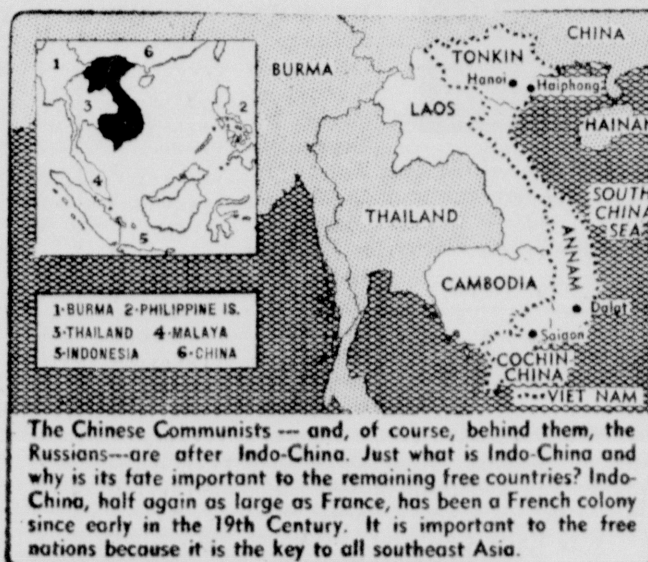 1
6
3
2
4
5
1-BURMA 2-PHILIPPINE IS.
3-THAILAND 4-MALAYA
5-INDONESIA 6-CHINA
BURMA
CHINA
TONKIN
Hanoi
Haiphong
LAOS
HAINAN
THAILAND
SOUTH
CHINA
SEA
ANNAM
CAMBODIA
Dalat
Saigon
COCHIN
CHINA
VIET NAM
The Chinese Communists — and, of course, behind them, the
Russians—are after Indo-China. Just what is Indo-China and
why is its fate important to the remaining free countries? Indo-
China, half again as large as France, has been a French colony
since early in the 19th Century. It is important to the free
nations because it is the key to all southeast Asia.